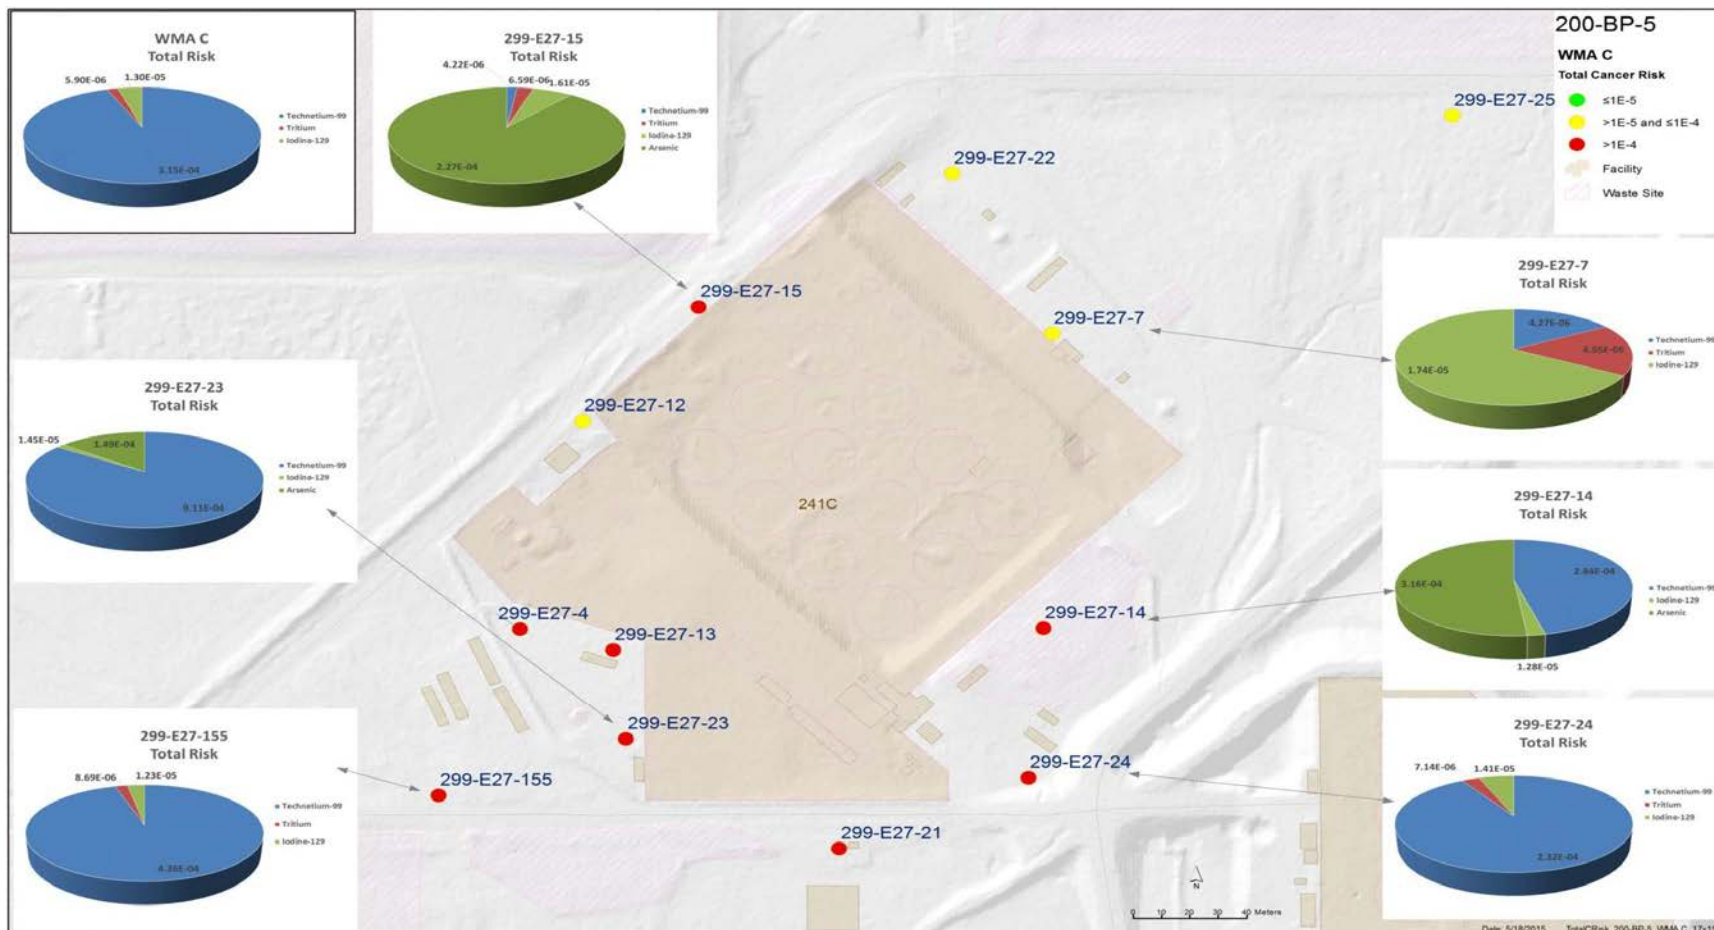 WMA C
Total Risk
5.90E-06
1.30E-05
3.15E-04
Technetium-99
Tritium
Iodine-129
Arsenic
299-E27-15
Total Risk
4.22E-06
6.59E-06
1.61E-05
2.27E-04
Technetium-99
Tritium
Iodine-129
Arsenic
200-BP-5
WMA C
Total Cancer Risk
≤1E-5
>1E-5 and ≤1E-4
>1E-4
Facility
Waste Site
299-E27-25
299-E27-22
299-E27-15
299-E27-7
299-E27-7
Total Risk
4.27E-06
1.74E-05
Technetium-99
Tritium
Iodine-129
299-E27-23
Total Risk
1.45E-05
1.49E-04
9.11E-04
Technetium-99
Iodine-129
Arsenic
299-E27-12
241C
299-E27-14
Total Risk
3.16E-04
1.28E-05
Technetium-99
Iodine-129
Arsenic
299-E27-4
299-E27-13
299-E27-14
299-E27-23
299-E27-24
299-E27-155
299-E27-21
299-E27-155
Total Risk
8.69E-06
1.23E-05
Technetium-99
Tritium
Iodine-129
299-E27-24
Total Risk
7.14E-06
1.41E-05
2.32E-04
Technetium-99
Tritium
Iodine-129
N
0 10 20 30 40 Meters
Date: 5/18/2015